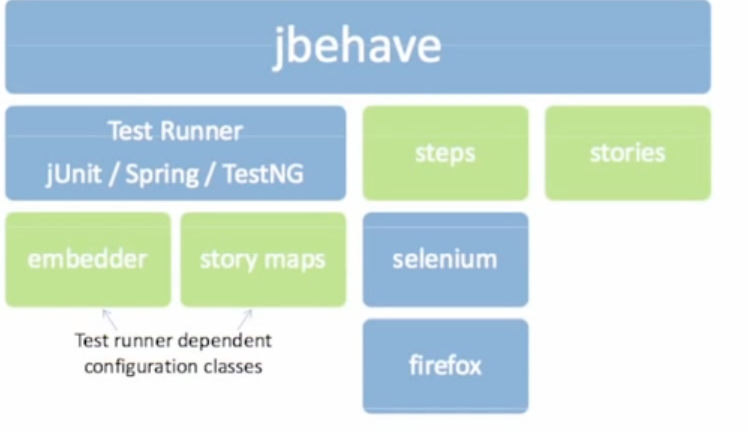 jbehave
Test Runner
jUnit / Spring / TestNG
steps
stories
embedder
story maps
selenium
Test runner dependent
configuration classes
firefox